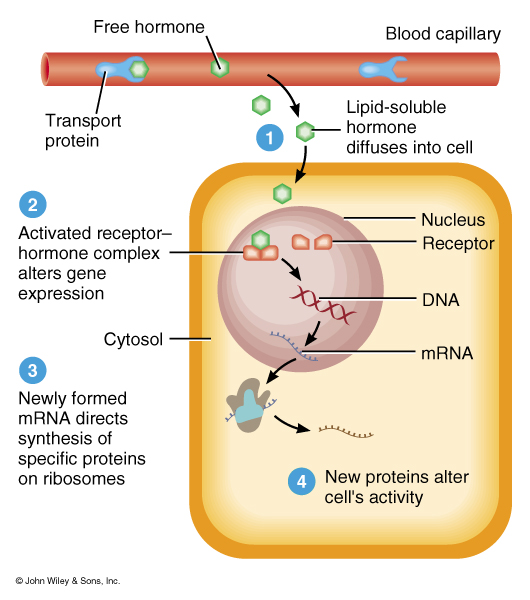 Free hormone
Blood capillary
Transport
protein
1
Lipid-soluble
hormone
diffuses into cell
2
Activated receptor–
hormone complex
alters gene
expression
Nucleus
Receptor
DNA
Cytosol
mRNA
3
Newly formed
mRNA directs
synthesis of
specific proteins
on ribosomes
4
New proteins alter
cell's activity
© John Wiley & Sons, Inc.